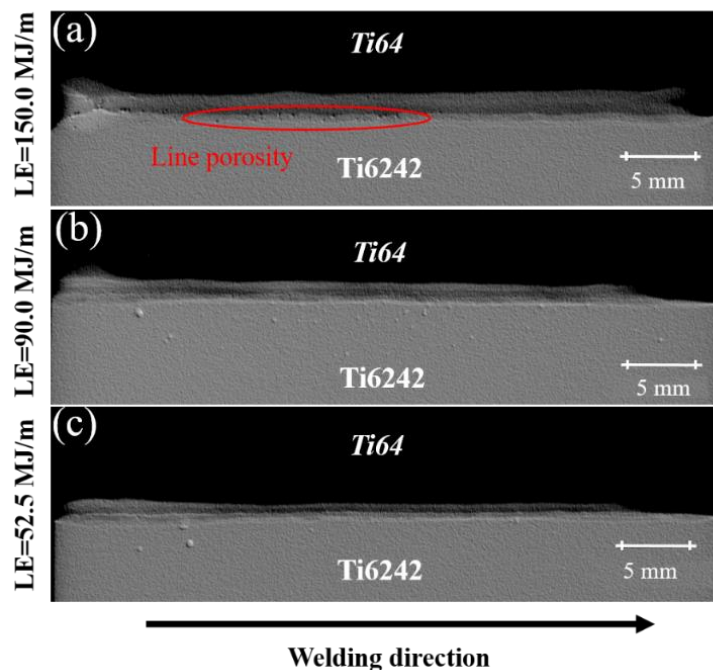 LE=150.0 MJ/m
(a)
Ti64
Line porosity
Ti6242
5 mm
LE=90.0 MJ/m
(b)
Ti64
Ti6242
5 mm
LE=52.5 MJ/m
(c)
Ti64
Ti6242
5 mm
Welding direction